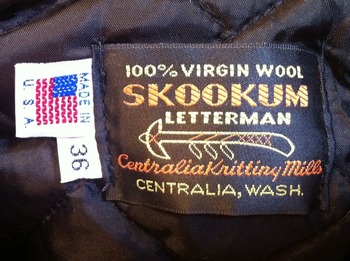 MADE IN
U.S.A.
36
100% VIRGIN WOOL
SKOOKUM
LETTERMAN
Centralia Knitting Mills
CENTRALIA, WASH.